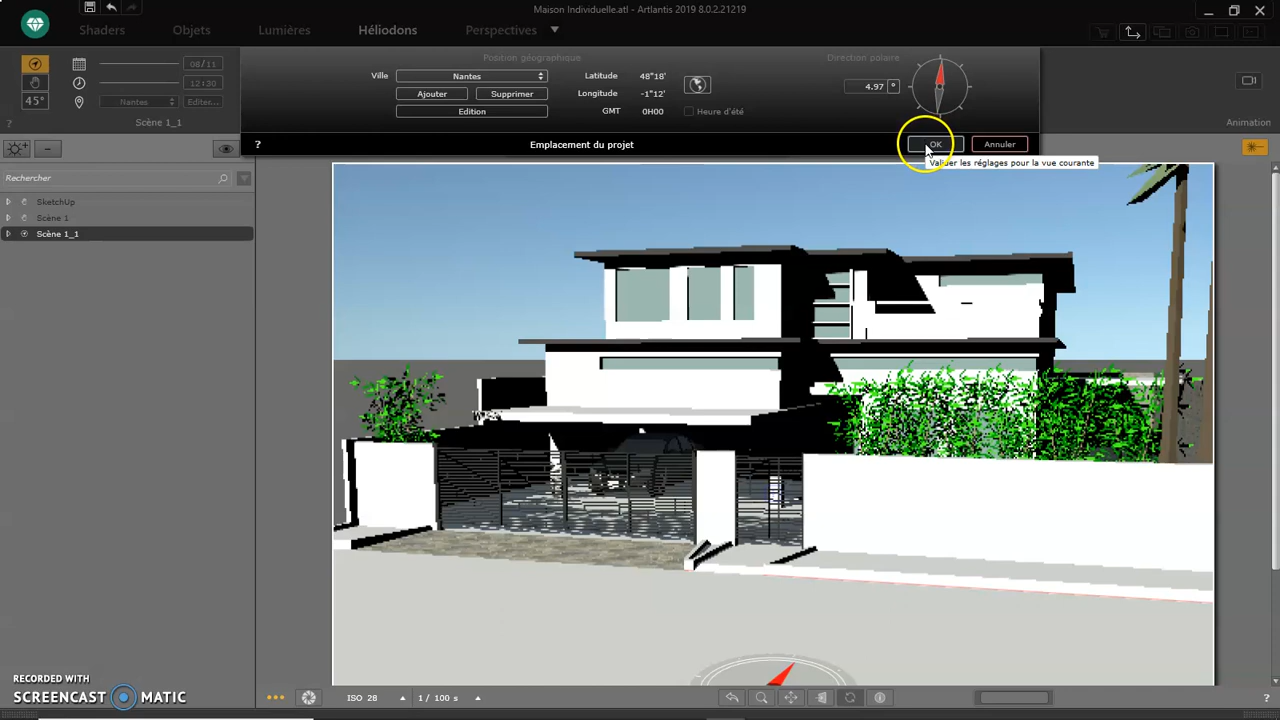 Maison Individuelle.atl - Artlantis 2019 8.0.2.21219
Shaders Objets Lumières Héliodons Perspectives
Position géographique Direction polaire
08/11
Ville Nantes Latitude 48°18' 4.97 °
12:30
Ajouter Supprimer Longitude -1°12'
45° Nantes Editer...
Edition GMT 0H00 Heure d'été
? Scène 1_1 Animation
? Emplacement du projet OK Annuler
Valider les réglages pour la vue courante
Rechercher
SketchUp
Scène 1
Scène 1_1
RECORDED WITH
SCREENCAST MATIC
ISO 28 1 / 100 s ?